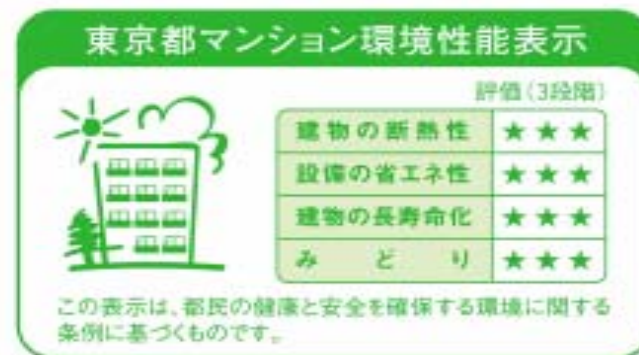 東京都マンション環境性能表示
評価(3段階)
建物の断熱性 ★★★
設備の省エネ性 ★★★
建物の長寿命化 ★★★
みどり ★★★
この表示は、都民の健康と安全を確保する環境に関する
条例に基づくものです。